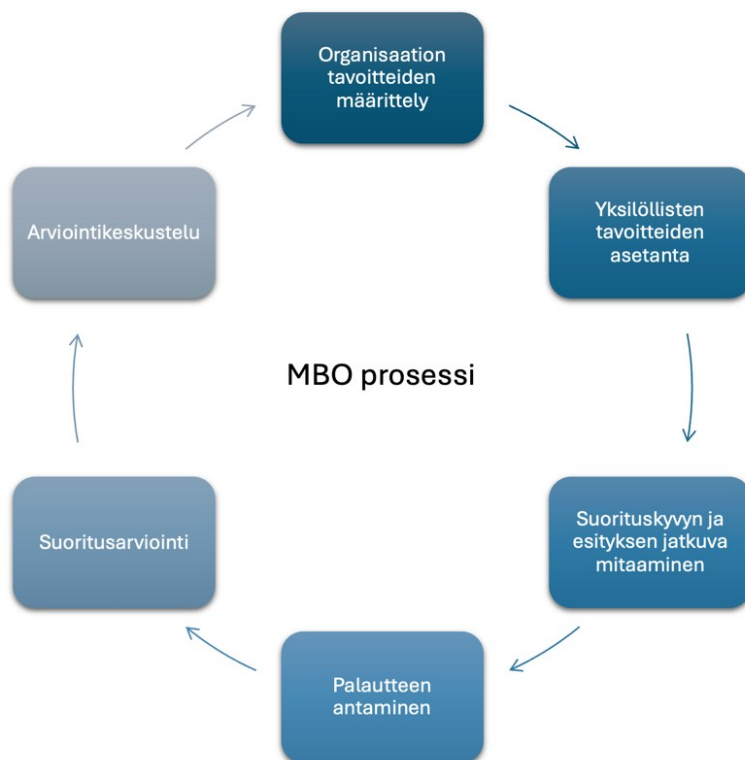 Organisaation
tavoitteiden
määrittely
Yksilöllisten
tavoitteiden
asetanta
Suorituskyvyn ja
esityksen jatkuva
mitaaminen
Palautteen
antaminen
Suoritusarviointi
Arviointikeskustelu
MBO prosessi